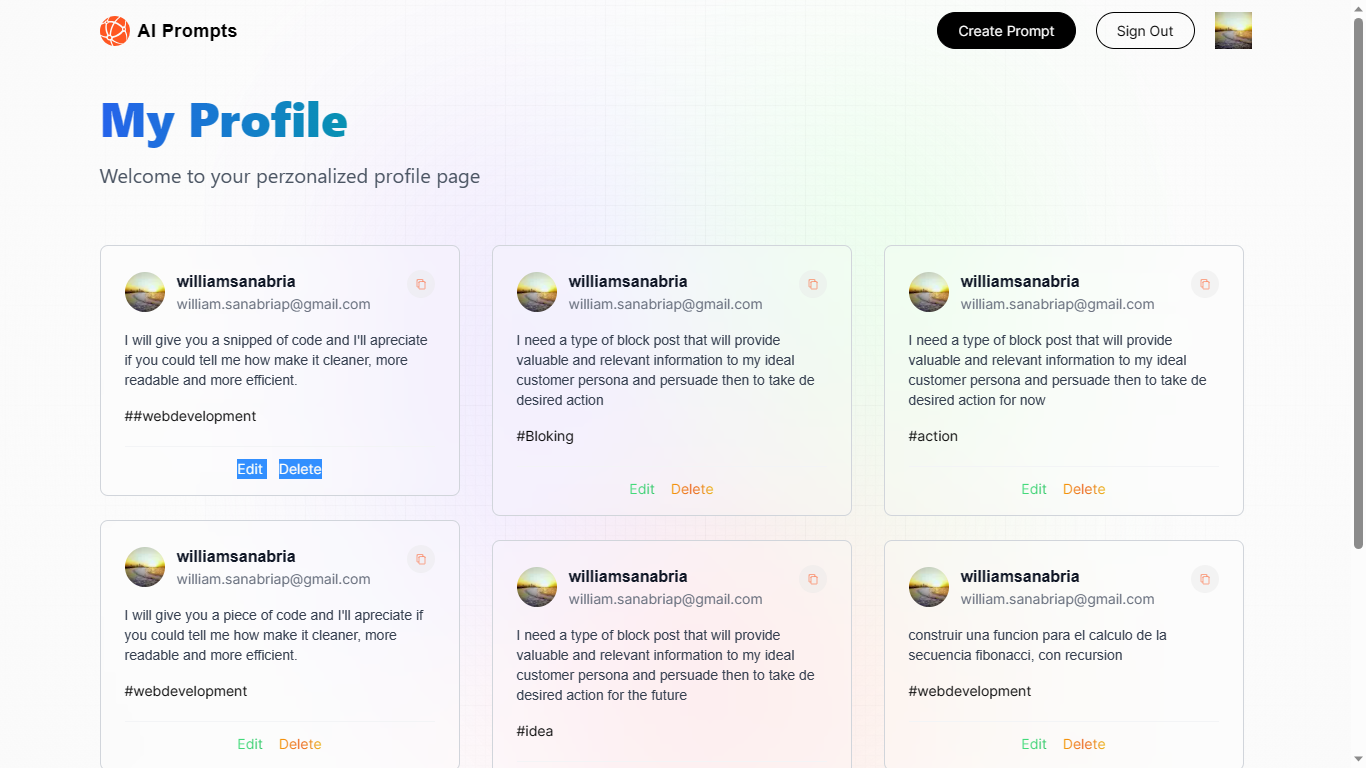 AI Prompts
Create Prompt
Sign Out
My Profile
Welcome to your perzonalized profile page
williamsanabria
william.sanabriap@gmail.com
I will give you a snipped of code and I'll apreciate
if you could tell me how make it cleaner, more
readable and more efficient.
##webdevelopment
Edit Delete
williamsanabria
william.sanabriap@gmail.com
I need a type of block post that will provide
valuable and relevant information to my ideal
customer persona and persuade then to take de
desired action
#Bloking
Edit Delete
williamsanabria
william.sanabriap@gmail.com
I need a type of block post that will provide
valuable and relevant information to my ideal
customer persona and persuade then to take de
desired action for now
#action
Edit Delete
williamsanabria
william.sanabriap@gmail.com
I will give you a piece of code and I'll apreciate if
you could tell me how make it cleaner, more
readable and more efficient.
#webdevelopment
Edit Delete
williamsanabria
william.sanabriap@gmail.com
I need a type of block post that will provide
valuable and relevant information to my ideal
customer persona and persuade then to take de
desired action for the future
#idea
williamsanabria
william.sanabriap@gmail.com
construir una funcion para el calculo de la
secuencia fibonacci, con recursion
#webdevelopment
Edit Delete